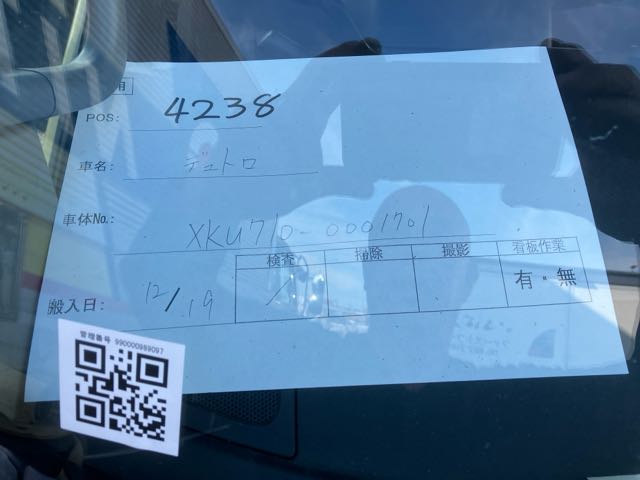 有
POS: 4238
車名: デュトロ
車体No.: XKU710-0001701
検査 掃除 撮影 看板作業
搬入日: 12/19 有・無
管理番号 990000989097